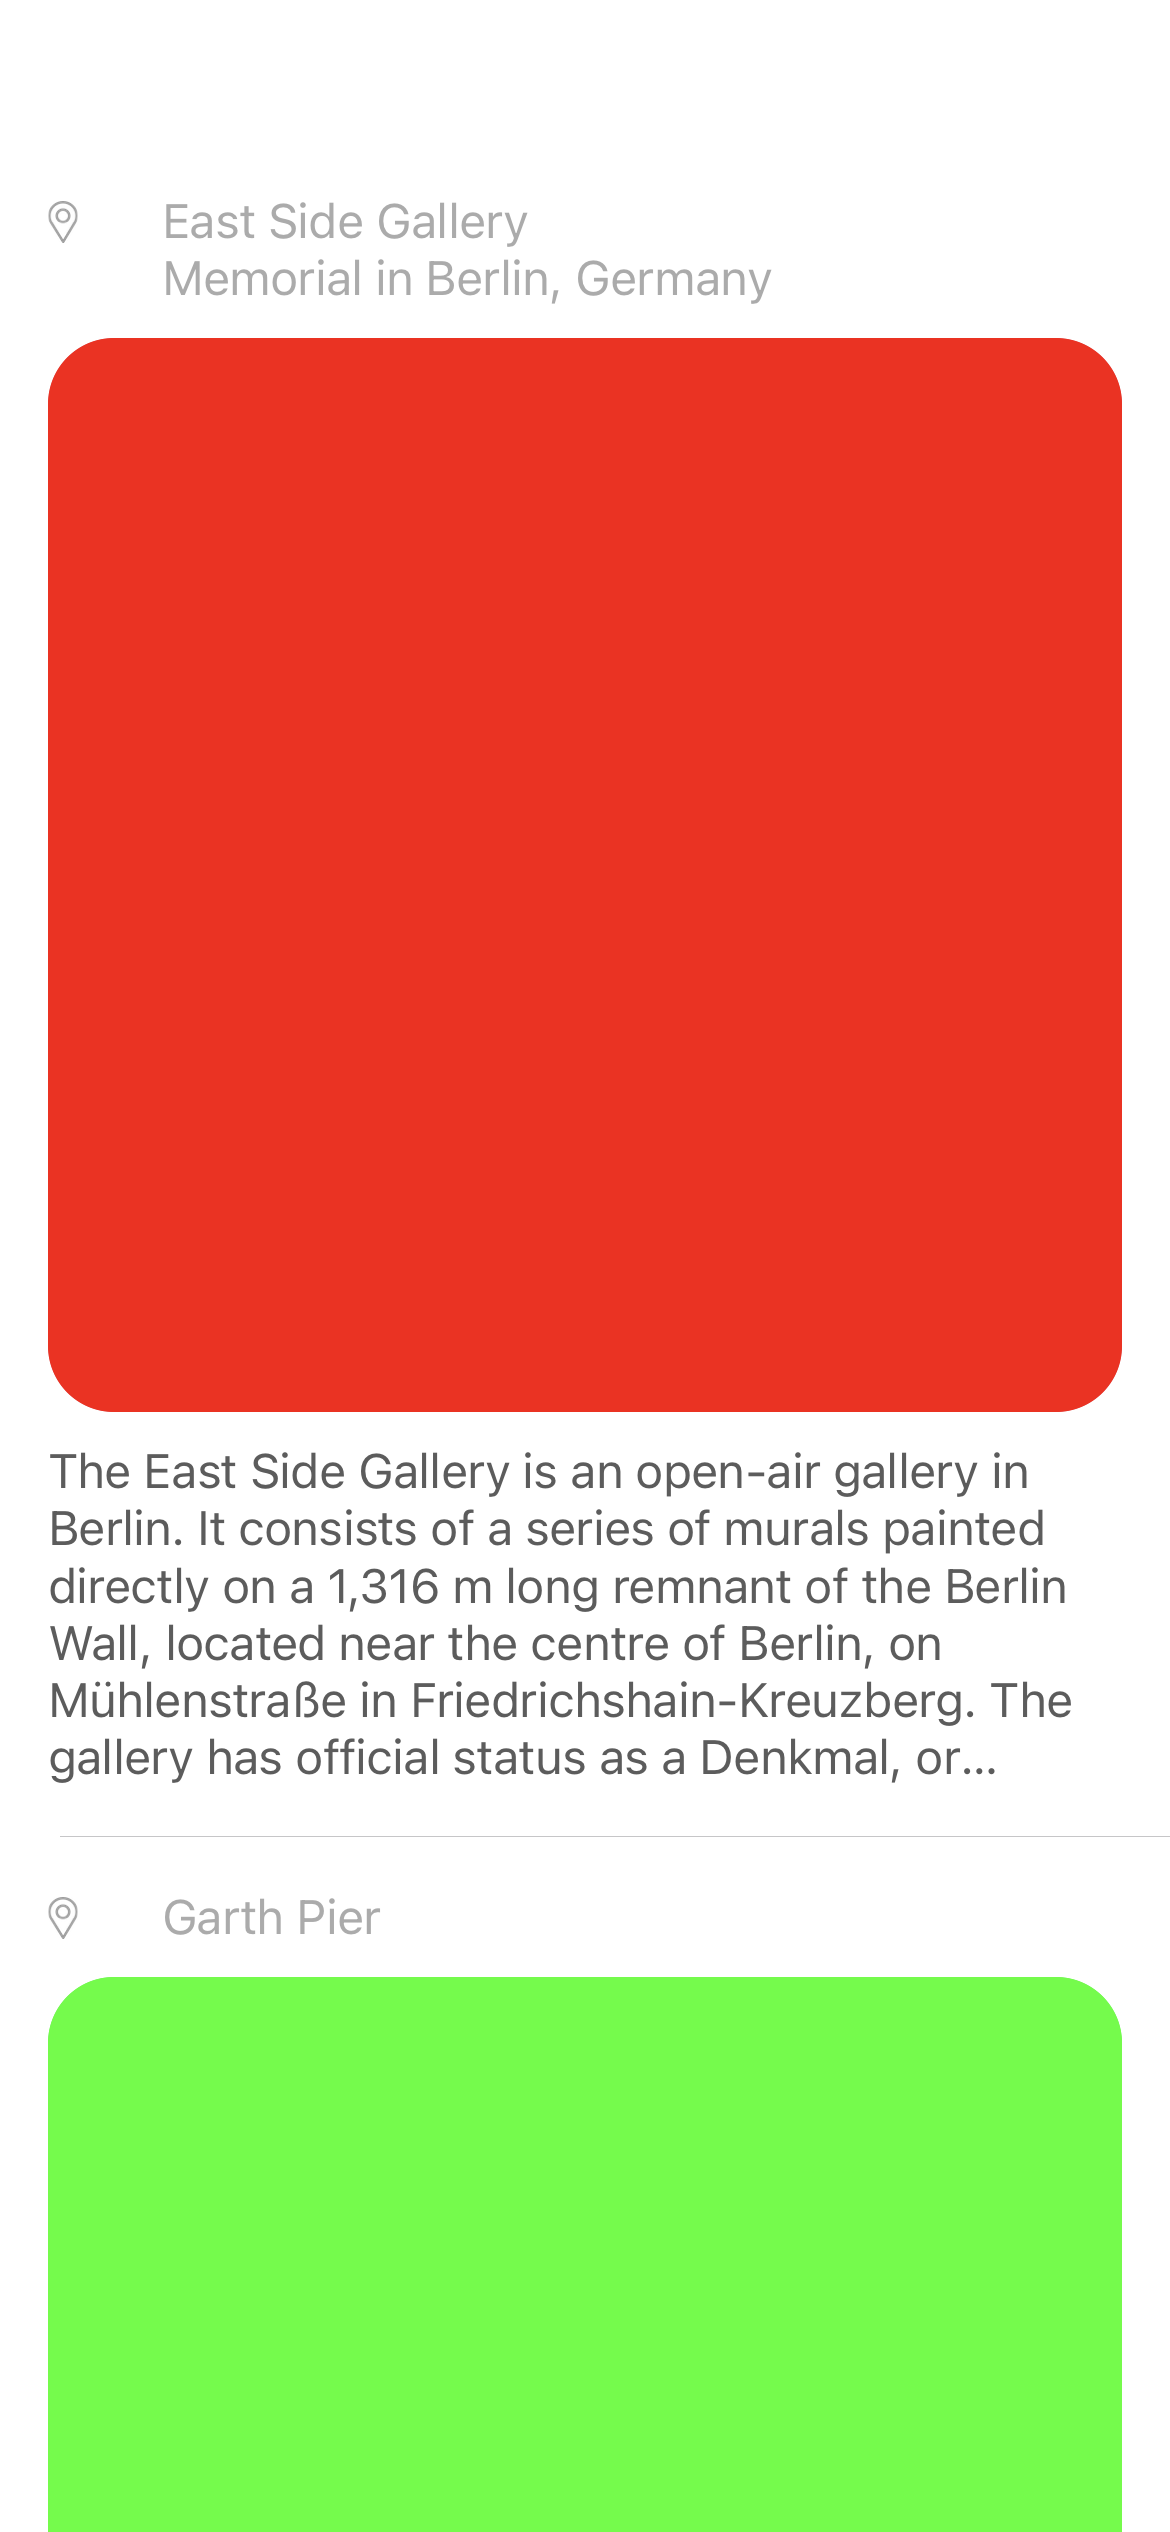 East Side Gallery
Memorial in Berlin, Germany
The East Side Gallery is an open-air gallery in
Berlin. It consists of a series of murals painted
directly on a 1,316 m long remnant of the Berlin
Wall, located near the centre of Berlin, on
Mühlenstraße in Friedrichshain-Kreuzberg. The
gallery has official status as a Denkmal, or…
Garth Pier